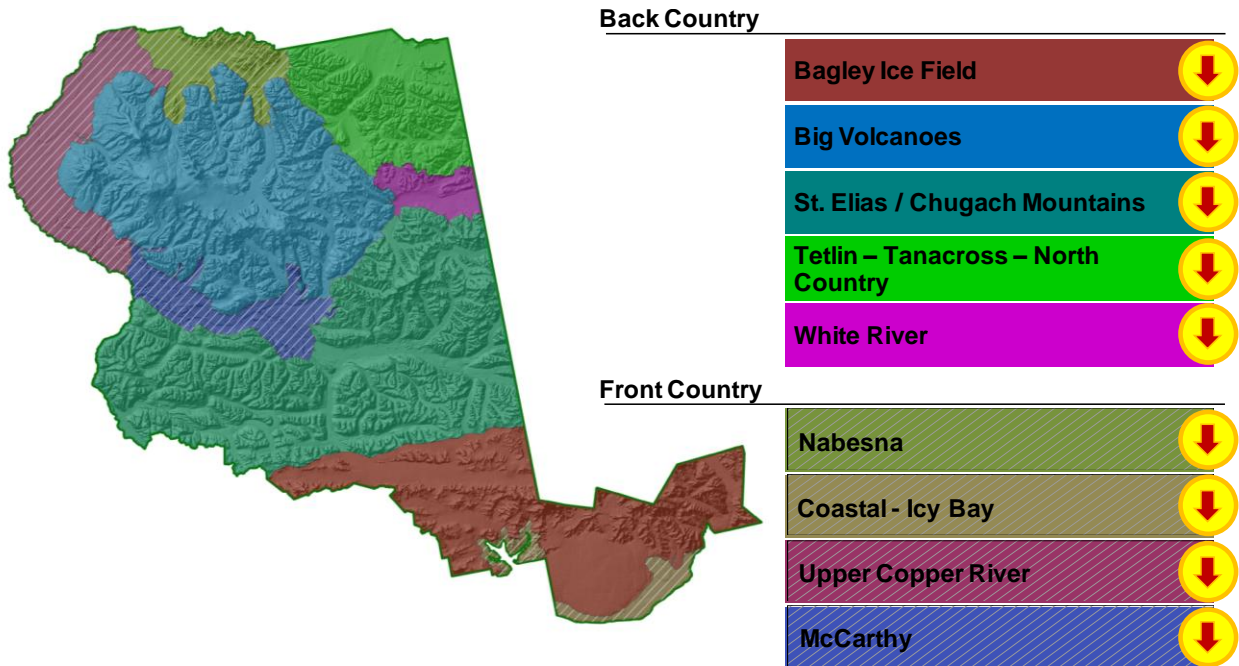 Back Country
Bagley Ice Field
Big Volcanoes
St. Elias / Chugach Mountains
Tetlin – Tanacross – North
Country
White River
Front Country
Nabesna
Coastal - Icy Bay
Upper Copper River
McCarthy